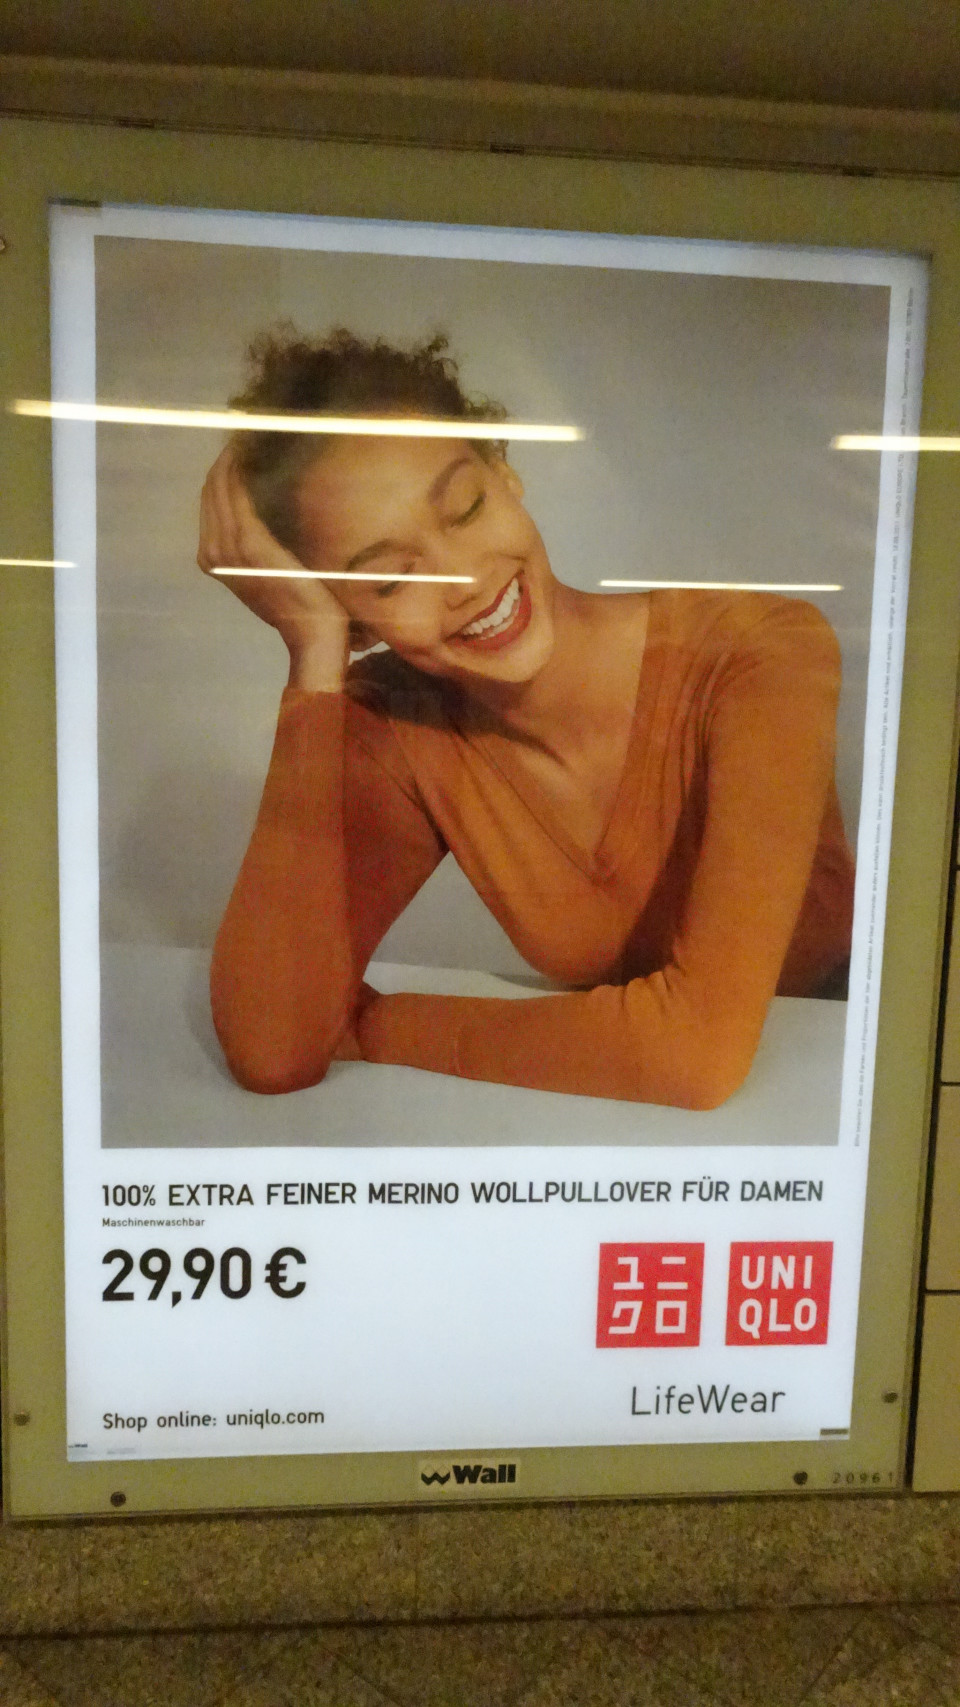 100% EXTRA FEINER MERINO WOLLPULLOVER FÜR DAMEN
Maschinenwaschbar
29,90 €
ユニ
クロ
UNI
QLO
LifeWear
Shop online: uniqlo.com
Wall
20961